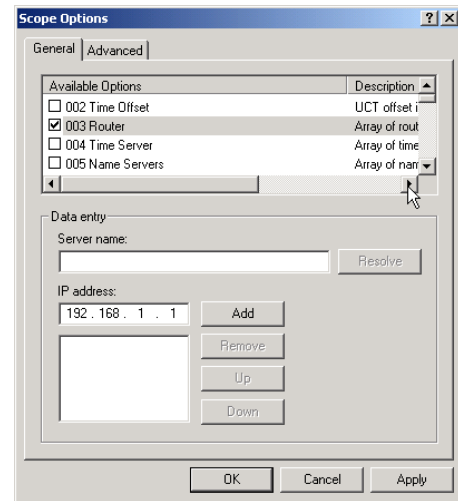 Scope Options
General Advanced
Available Options Description
002 Time Offset UCT offset i
003 Router Array of rout
004 Time Server Array of time
005 Name Servers Array of nam
Data entry
Server name:
Resolve
IP address:
192 . 168 . 1 . 1 Add
Remove
Up
Down
OK Cancel Apply